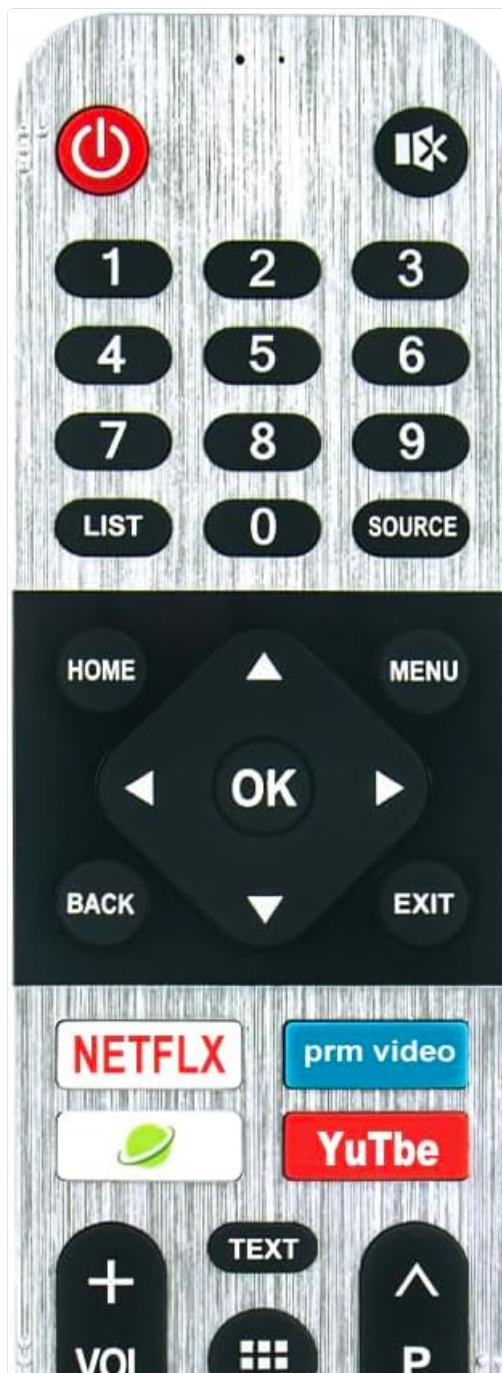 1 2 3
4 5 6
7 8 9
LIST 0 SOURCE
HOME MENU
OK
BACK EXIT
NETFLX prm video
YuTbe
TEXT
VOL P